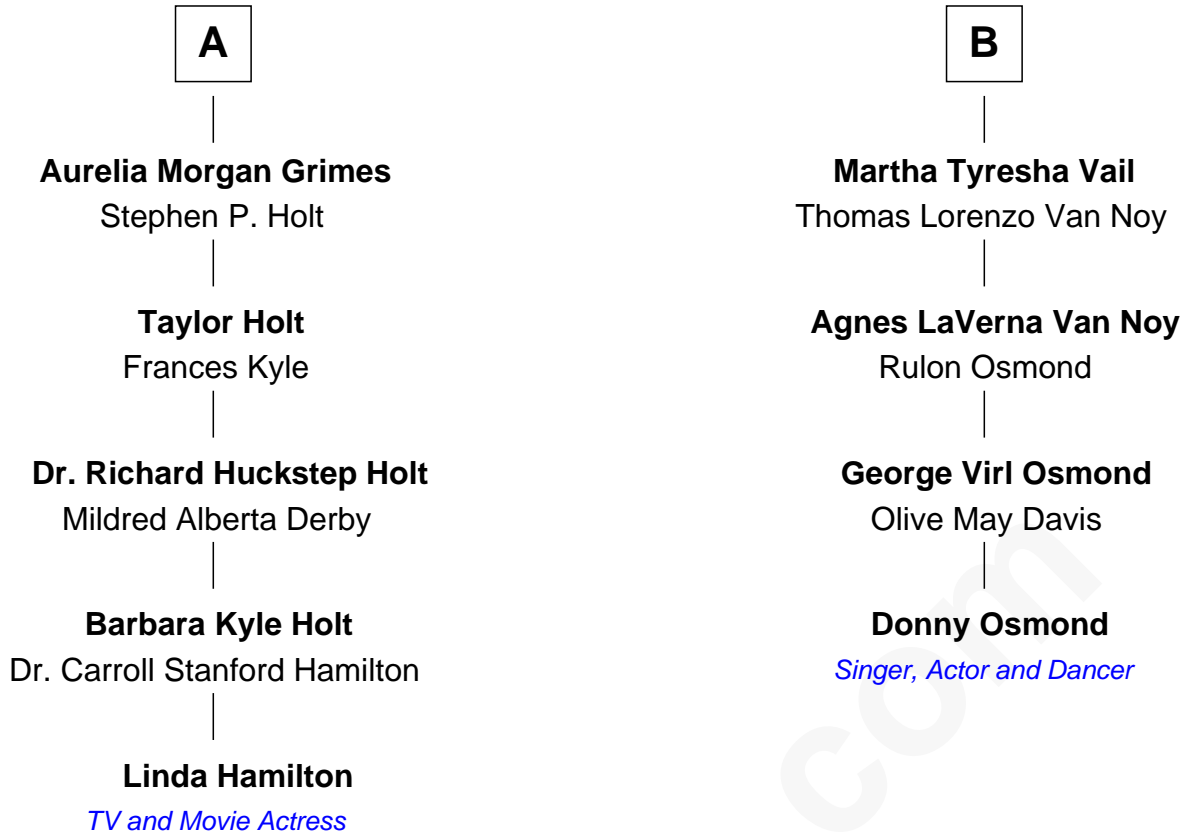 A
Aurelia Morgan Grimes
Stephen P. Holt
Taylor Holt
Frances Kyle
Dr. Richard Huckstep Holt
Mildred Alberta Derby
Barbara Kyle Holt
Dr. Carroll Stanford Hamilton
Linda Hamilton
TV and Movie Actress
B
Martha Tyresha Vail
Thomas Lorenzo Van Noy
Agnes LaVerna Van Noy
Rulon Osmond
George Virl Osmond
Olive May Davis
Donny Osmond
Singer, Actor and Dancer
com